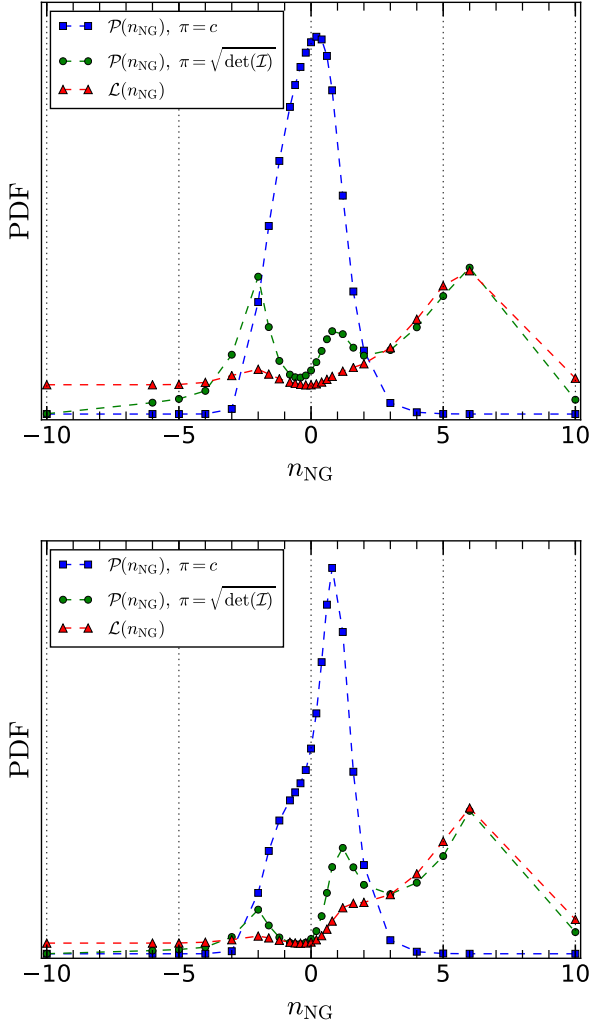 P(n_NG), π = c
P(n_NG), π = √det(I)
L(n_NG)
PDF
−10 −5 0 5 10
n_NG
P(n_NG), π = c
P(n_NG), π = √det(I)
L(n_NG)
PDF
−10 −5 0 5 10
n_NG